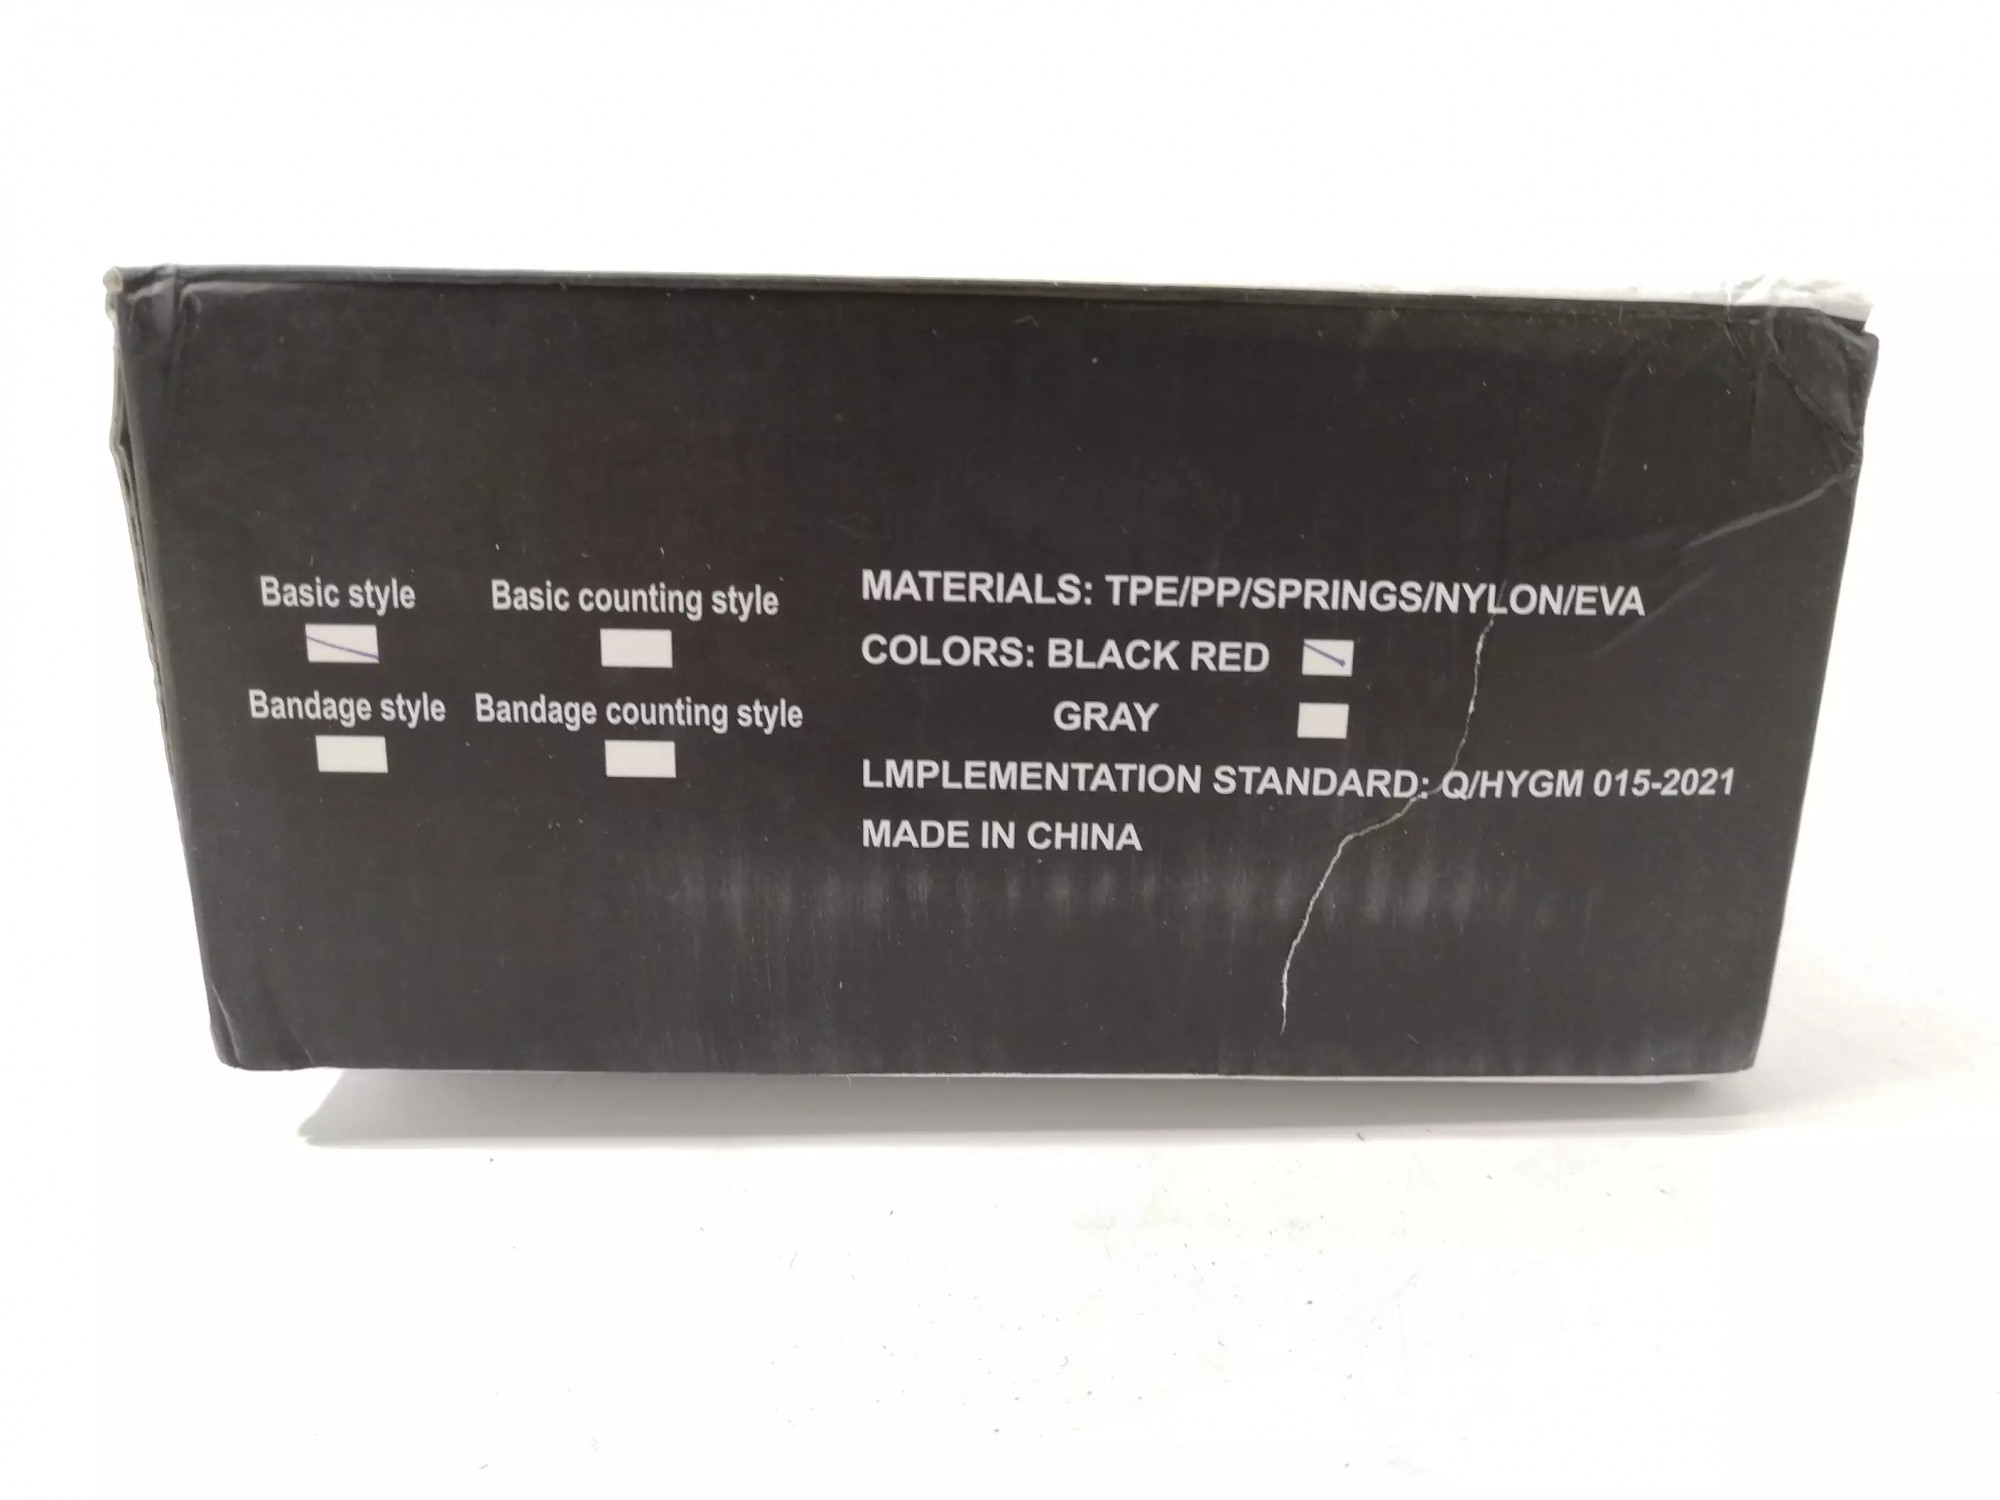 Basic style Basic counting style
Bandage style Bandage counting style
MATERIALS: TPE/PP/SPRINGS/NYLON/EVA
COLORS: BLACK RED
GRAY
LMPLEMENTATION STANDARD: Q/HYGM 015-2021
MADE IN CHINA